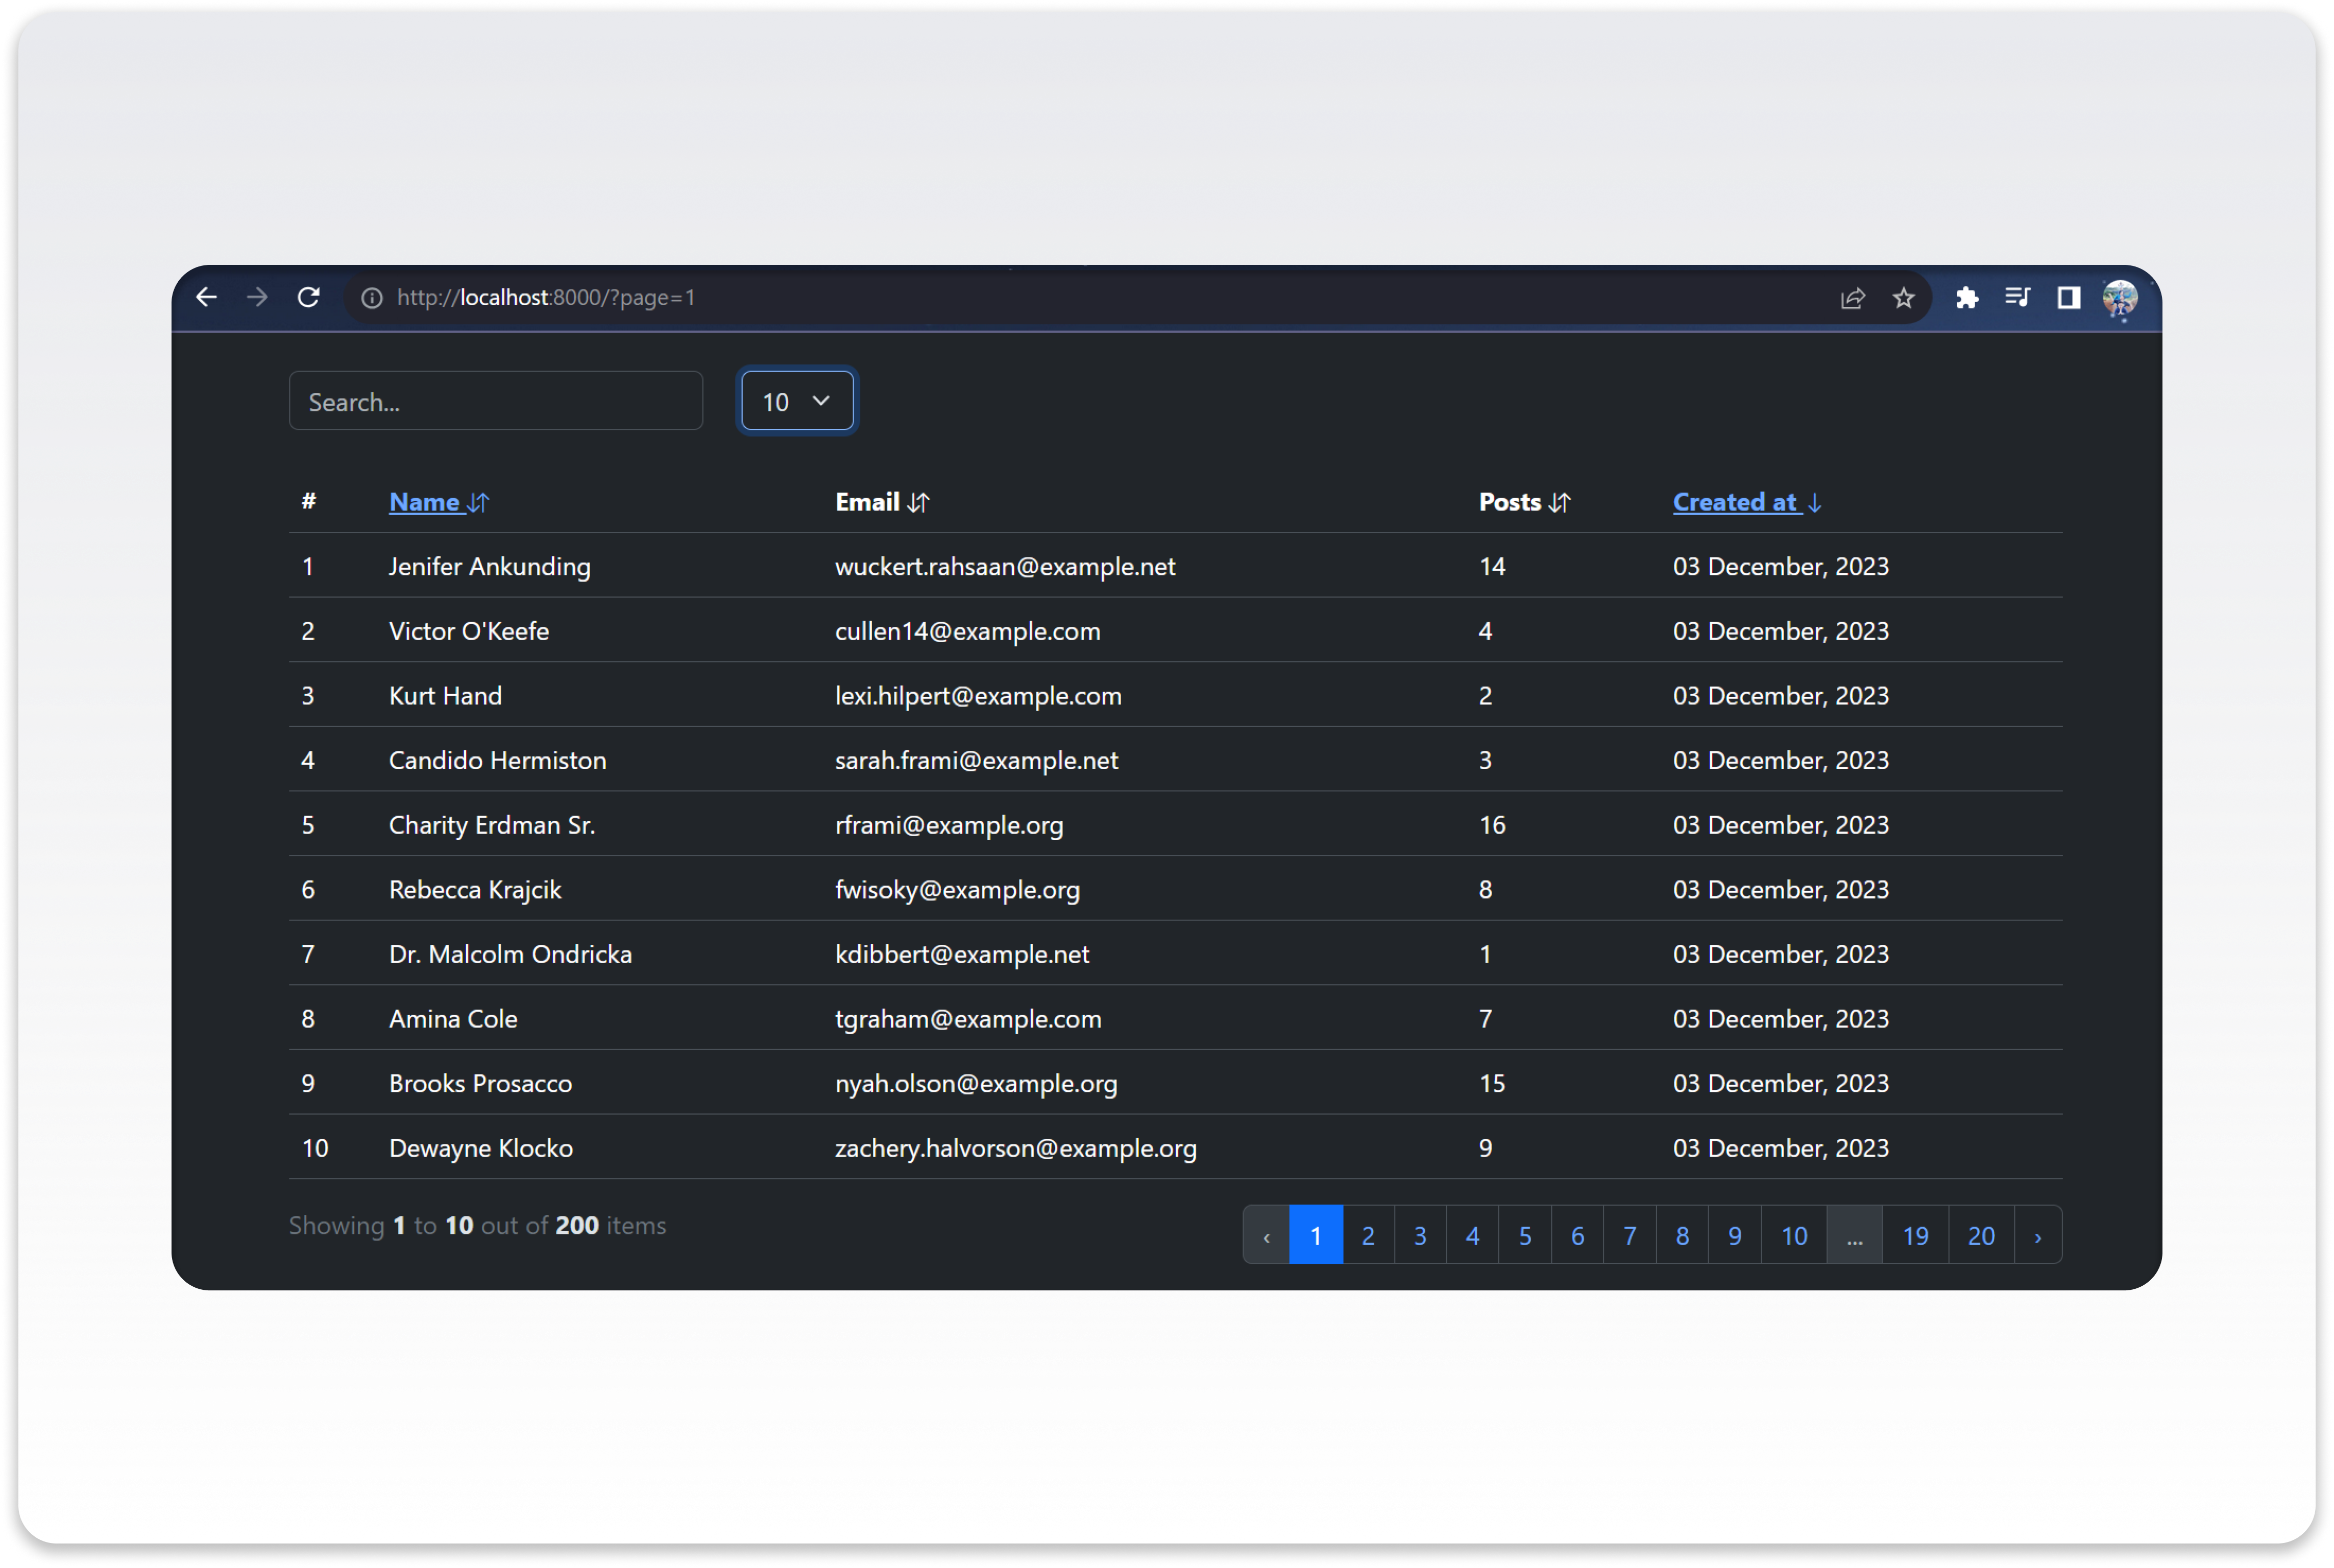 http://localhost:8000/?page=1
Search... 10
# Name Email Posts Created at
1 Jenifer Ankunding wuckert.rahsaan@example.net 14 03 December, 2023
2 Victor O'Keefe cullen14@example.com 4 03 December, 2023
3 Kurt Hand lexi.hilpert@example.com 2 03 December, 2023
4 Candido Hermiston sarah.frami@example.net 3 03 December, 2023
5 Charity Erdman Sr. rframi@example.org 16 03 December, 2023
6 Rebecca Krajcik fwisoky@example.org 8 03 December, 2023
7 Dr. Malcolm Ondricka kdibbert@example.net 1 03 December, 2023
8 Amina Cole tgraham@example.com 7 03 December, 2023
9 Brooks Prosacco nyah.olson@example.org 15 03 December, 2023
10 Dewayne Klocko zachery.halvorson@example.org 9 03 December, 2023
Showing 1 to 10 out of 200 items ‹ 1 2 3 4 5 6 7 8 9 10 ... 19 20 ›